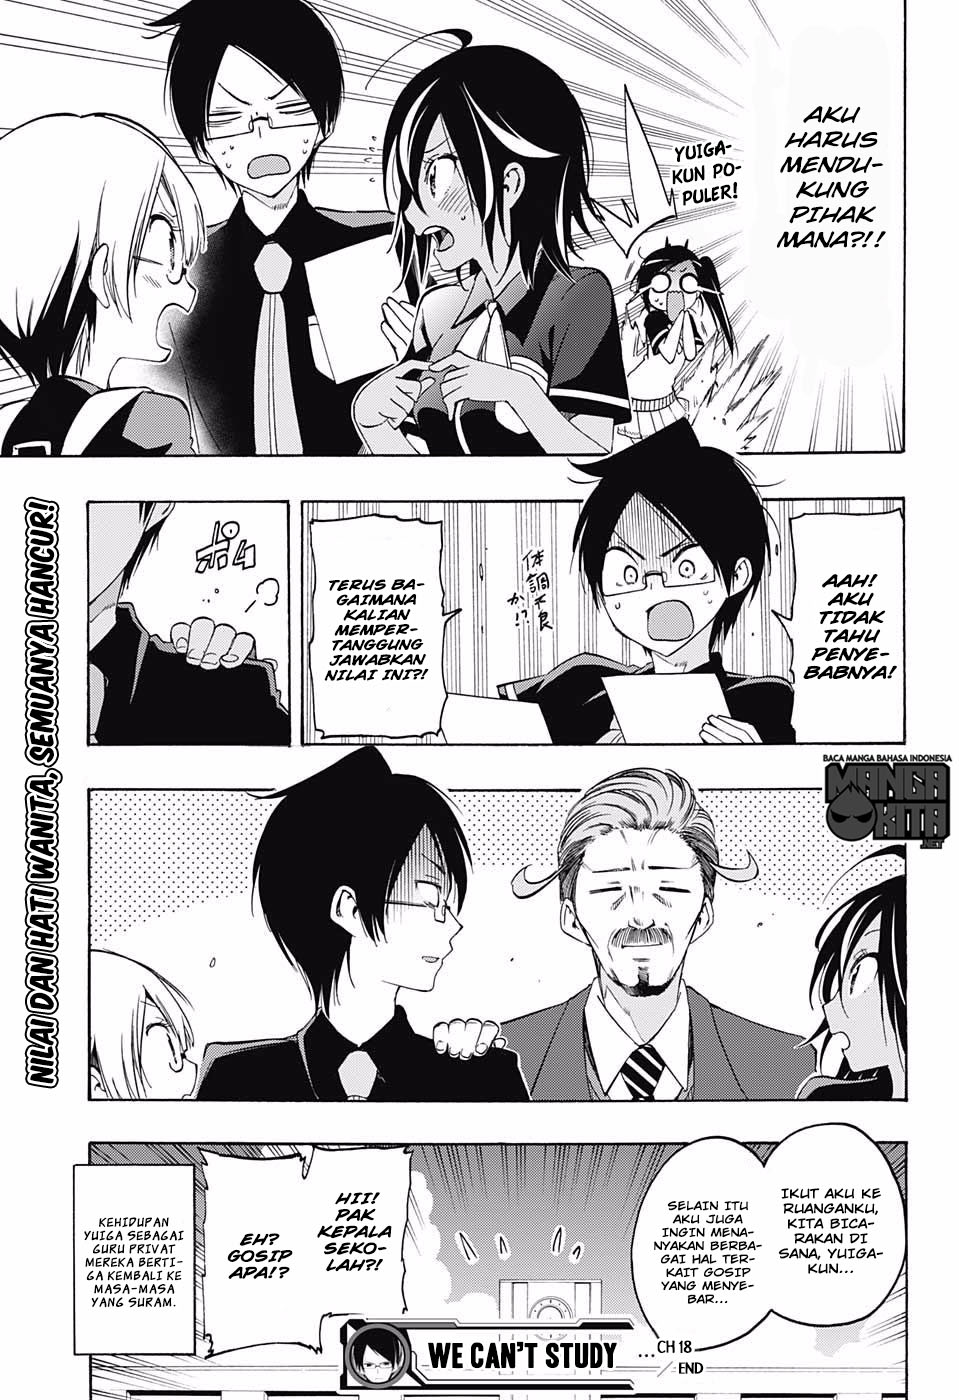 AKU
HARUS
MENDU-
KUNG
PIHAK
MANA?!!
YUIGA-
KUN PO-
PULER!
AAH!
AKU
TIDAK
TAHU
PENYE-
BABNYA!
体調不良
か!?
TERUS BA-
GAIMANA
KALIAN
MEMPER-
TANGGUNG
JAWABKAN
NILAI INI?!
ポム
NILAI DAN HATI WANITA, SEMUANYA HANCUR!
BACA MANGA BAHASA INDONESIA
MANGA
KITA
.NET
IKUT AKU KE
RUANGANKU,
KITA BICA-
RAKAN DI
SANA, YUIGA-
KUN...
SELAIN ITU
AKU JUGA
INGIN MENA-
NYAKAN BERBA-
GAI HAL TER-
KAIT GOSIP
YANG MENYE-
BAR...
HII!
PAK
KEPALA
SEKO-
LAH?!
EH?
GOSIP
APA!?
KEHIDUPAN
YUIGA SEBAGAI
GURU PRIVAT
MEREKA BERTI-
GA KEMBALI KE
MASA-MASA
YANG SURAM.
WE CAN'T STUDY
...CH 18
END